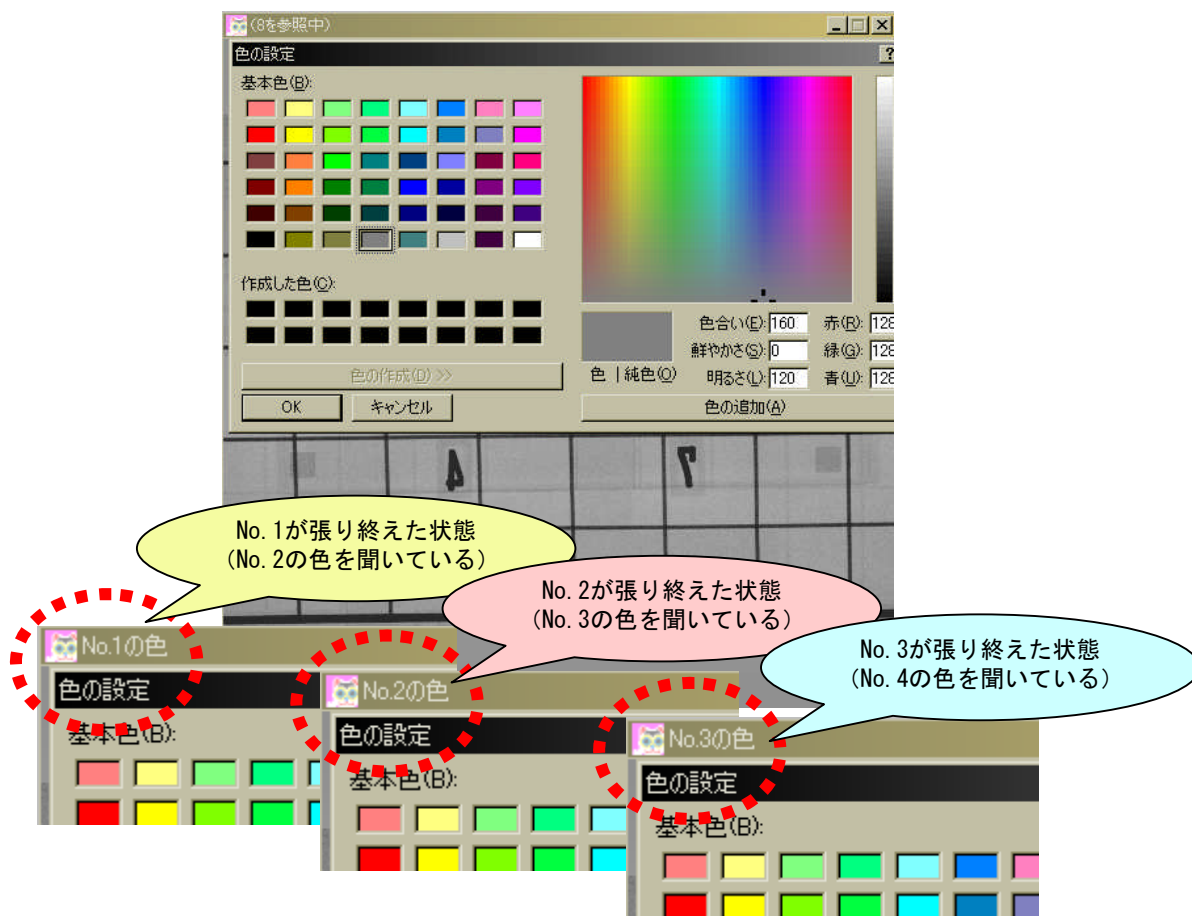 (8を参照中)
色の設定
基本色(B):
作成した色(C):
色の作成(D) >>
OK キャンセル
色 | 純色(O)
色合い(E): 160 赤(R): 128
鮮やかさ(S): 0 緑(G): 128
明るさ(L): 120 青(U): 128
色の追加(A)
4 7
No.1が張り終えた状態
(No.2の色を聞いている)
No.2が張り終えた状態
(No.3の色を聞いている)
No.3が張り終えた状態
(No.4の色を聞いている)
No.1の色
色の設定
基本色(B):
No.2の色
色の設定
基本色(B):
No.3の色
色の設定
基本色(B):